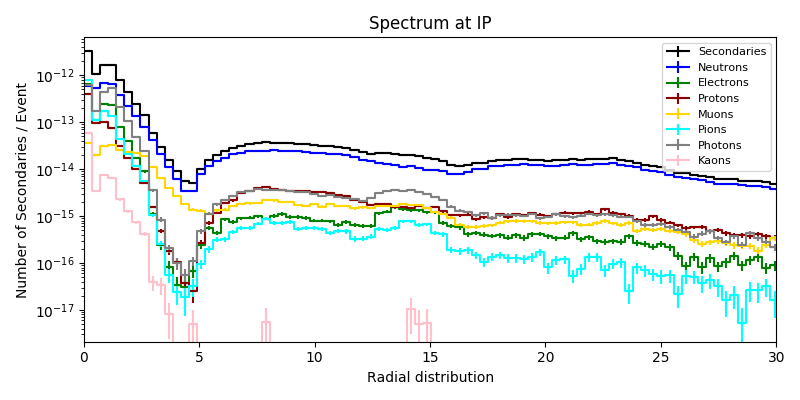 Spectrum at IP
Number of Secondaries / Event
10⁻¹²
10⁻¹³
10⁻¹⁴
10⁻¹⁵
10⁻¹⁶
10⁻¹⁷
Secondaries
Neutrons
Electrons
Protons
Muons
Pions
Photons
Kaons
0 5 10 15 20 25 30
Radial distribution